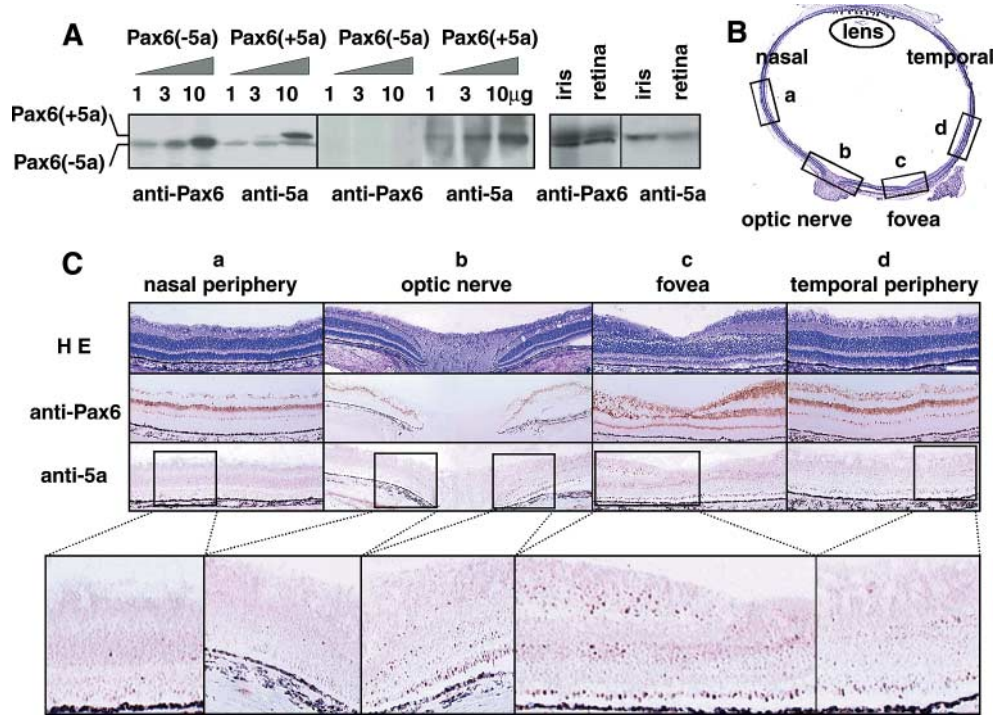 A
Pax6(-5a) Pax6(+5a) Pax6(-5a) Pax6(+5a)
1 3 10 1 3 10 1 3 10 1 3 10μg
iris retina iris retina
Pax6(+5a)
Pax6(-5a)
anti-Pax6 anti-5a anti-Pax6 anti-5a anti-Pax6 anti-5a
B
lens
nasal temporal
a
d
b c
optic nerve fovea
C
a b c d
nasal periphery optic nerve fovea temporal periphery
H E
anti-Pax6
anti-5a